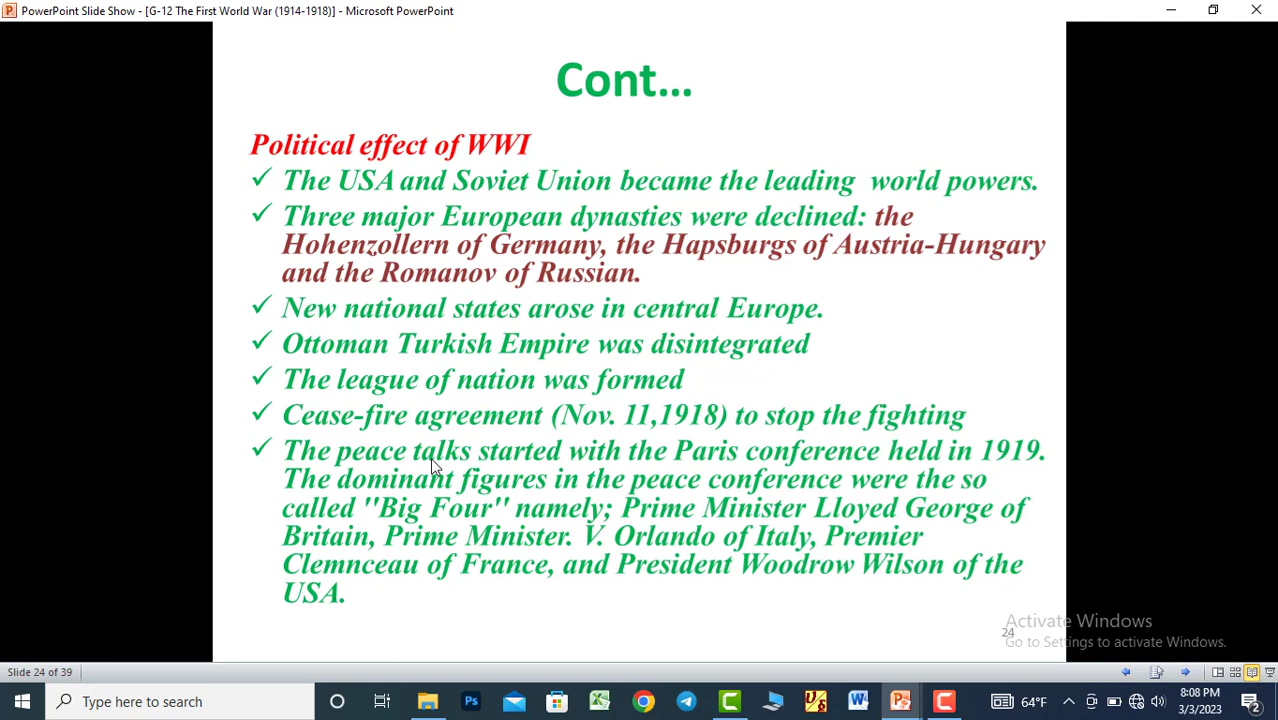 PowerPoint Slide Show - [G-12 The First World War (1914-1918)] - Microsoft PowerPoint
Cont...
Political effect of WWI
✓ The USA and Soviet Union became the leading world powers.
✓ Three major European dynasties were declined: the
Hohenzollern of Germany, the Hapsburgs of Austria-Hungary
and the Romanov of Russian.
✓ New national states arose in central Europe.
✓ Ottoman Turkish Empire was disintegrated
✓ The league of nation was formed
✓ Cease-fire agreement (Nov. 11,1918) to stop the fighting
✓ The peace talks started with the Paris conference held in 1919.
The dominant figures in the peace conference were the so
called "Big Four" namely; Prime Minister Lloyed George of
Britain, Prime Minister. V. Orlando of Italy, Premier
Clemnceau of France, and President Woodrow Wilson of the
USA.
Activate Windows
24
Go to Settings to activate Windows.
Slide 24 of 39
Type here to search
Ps
64°F
8:08 PM
3/3/2023
2